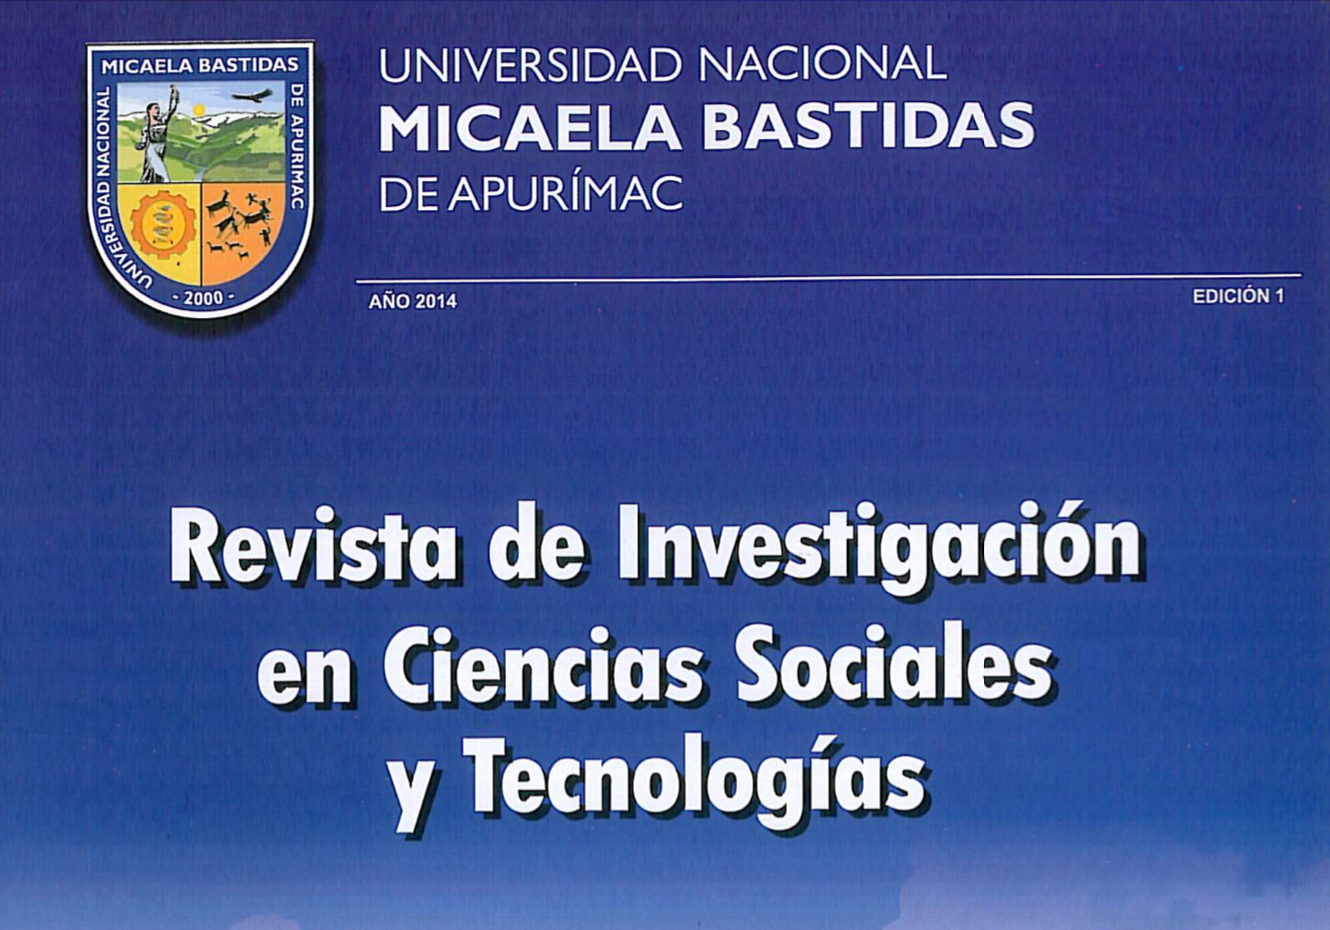 MICAELA BASTIDAS
UNIVERSIDAD NACIONAL
DE APURIMAC
- 2000 -
UNIVERSIDAD NACIONAL
MICAELA BASTIDAS
DE APURÍMAC
AÑO 2014
EDICIÓN 1
Revista de Investigación
en Ciencias Sociales
y Tecnologías